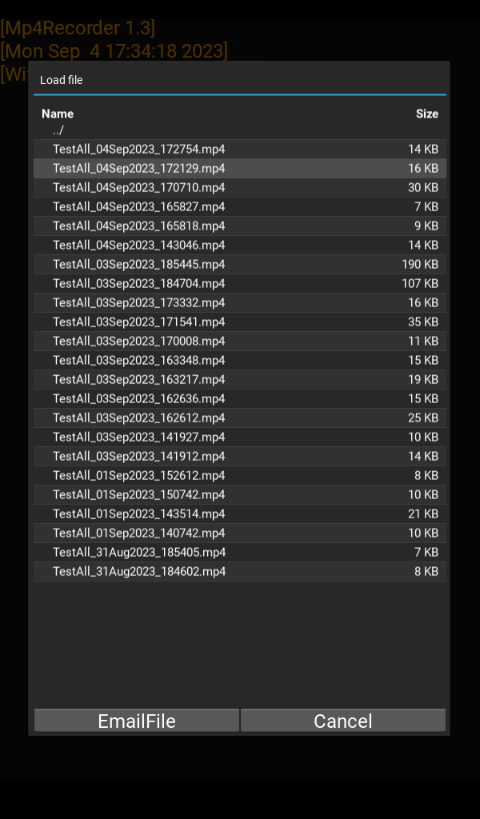 [Mp4Recorder 1.3]
[Mon Sep  4 17:34:18 2023]
[Wi
Load file
Name Size
../
TestAll_04Sep2023_172754.mp4 14 KB
TestAll_04Sep2023_172129.mp4 16 KB
TestAll_04Sep2023_170710.mp4 30 KB
TestAll_04Sep2023_165827.mp4 7 KB
TestAll_04Sep2023_165818.mp4 9 KB
TestAll_04Sep2023_143046.mp4 14 KB
TestAll_03Sep2023_185445.mp4 190 KB
TestAll_03Sep2023_184704.mp4 107 KB
TestAll_03Sep2023_173332.mp4 16 KB
TestAll_03Sep2023_171541.mp4 35 KB
TestAll_03Sep2023_170008.mp4 11 KB
TestAll_03Sep2023_163348.mp4 15 KB
TestAll_03Sep2023_163217.mp4 19 KB
TestAll_03Sep2023_162636.mp4 15 KB
TestAll_03Sep2023_162612.mp4 25 KB
TestAll_03Sep2023_141927.mp4 10 KB
TestAll_03Sep2023_141912.mp4 14 KB
TestAll_01Sep2023_152612.mp4 8 KB
TestAll_01Sep2023_150742.mp4 10 KB
TestAll_01Sep2023_143514.mp4 21 KB
TestAll_01Sep2023_140742.mp4 10 KB
TestAll_31Aug2023_185405.mp4 7 KB
TestAll_31Aug2023_184602.mp4 8 KB
EmailFile Cancel